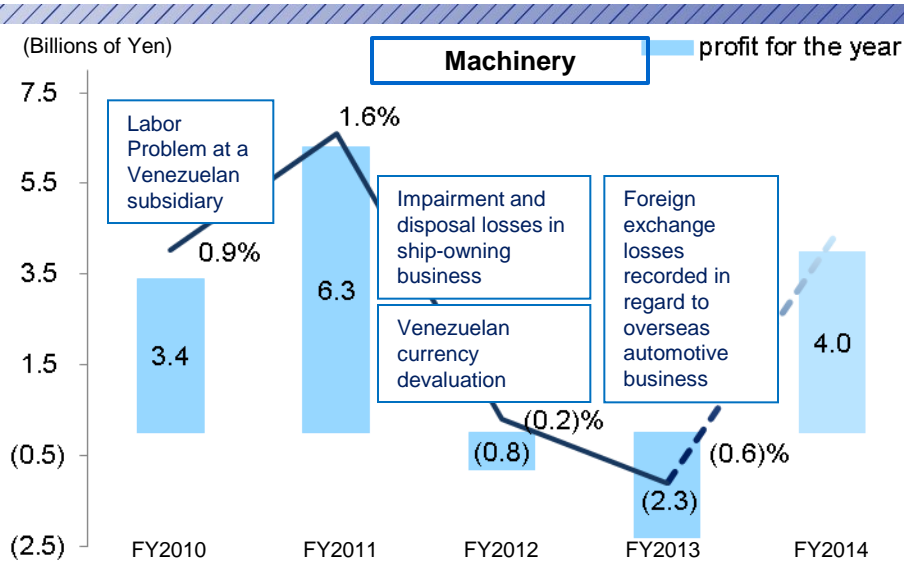 (Billions of Yen)
Machinery
profit for the year
7.5
5.5
3.5
1.5
(0.5)
(2.5)
Labor
Problem at a
Venezuelan
subsidiary
1.6%
0.9%
Impairment and
disposal losses in
ship-owning
business
Venezuelan
currency
devaluation
Foreign
exchange
losses
recorded in
regard to
overseas
automotive
business
3.4
6.3
(0.8)
(0.2)%
(2.3)
(0.6)%
4.0
FY2010
FY2011
FY2012
FY2013
FY2014